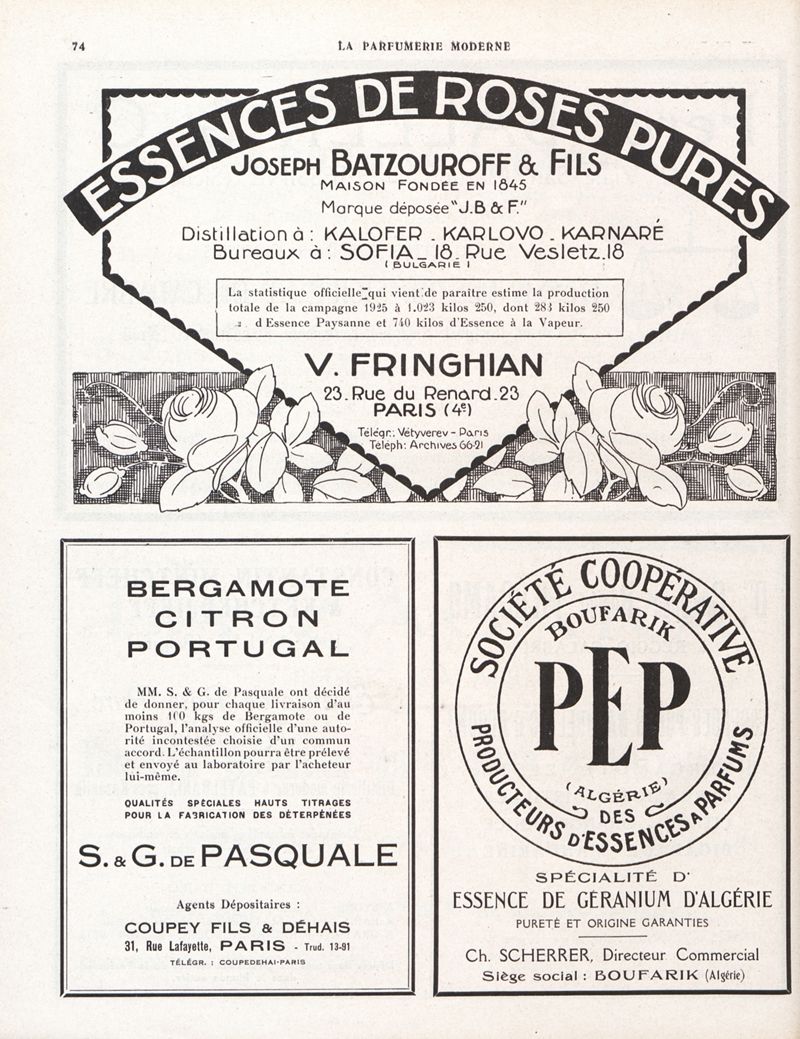 74
LA PARFUMERIE MODERNE
ESSENCES DE ROSES PURES
JOSEPH BATZOUROFF & FILS
MAISON FONDÉE EN 1845
Marque déposée "J.B & F."
Distillation à : KALOFER _ KARLOVO _ KARNARÉ
Bureaux à : SOFIA _ 18, Rue Vesletz.18
(BULGARIE)
La statistique officielle qui vient de paraitre estime la production
totale de la campagne 1925 à 1.023 kilos 250, dont 283 kilos 250
d'Essence Paysanne et 740 kilos d'Essence à la Vapeur.
V. FRINGHIAN
23. Rue du Renard.23
PARIS (4e)
Télégr.: Vétyverev - Paris
Téléph: Archives 66-21
BERGAMOTE
CITRON
PORTUGAL
MM. S. & G. de Pasquale ont décidé
de donner, pour chaque livraison d'au
moins 100 kgs de Bergamote ou de
Portugal, l'analyse officielle d'une auto-
rité incontestée choisie d'un commun
accord. L'échantillon pourra être prélevé
et envoyé au laboratoire par l'acheteur
lui-même.
QUALITÉS SPÉCIALES HAUTS TITRAGES
POUR LA FABRICATION DES DÉTERPÉNÉES
S. & G. DE PASQUALE
Agents Dépositaires :
COUPEY FILS & DÉHAIS
31, Rue Lafayette, PARIS - Trud. 13-91
TÉLÉGR. : COUPEDEHAI-PARIS
SOCIÉTÉ COOPÉRATIVE
BOUFARIK
PEP
(ALGÉRIE)
DES
PRODUCTEURS D'ESSENCES A PARFUMS
SPÉCIALITÉ D'
ESSENCE DE GÉRANIUM D'ALGÉRIE
PURETÉ ET ORIGINE GARANTIES
Ch. SCHERRER, Directeur Commercial
Siège social : BOUFARIK (Algérie)